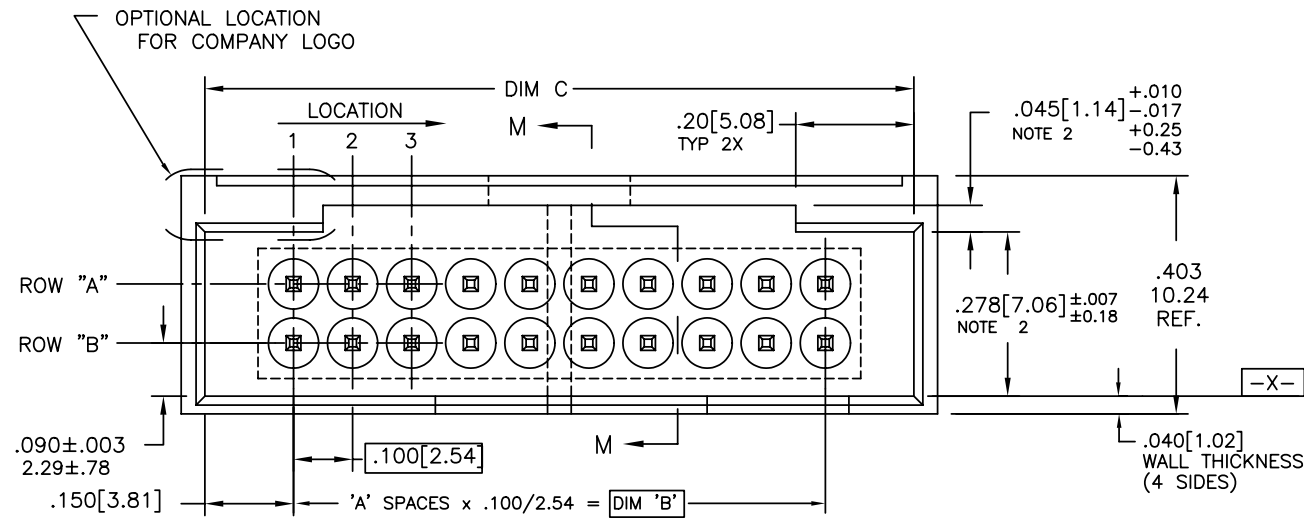 OPTIONAL LOCATION
FOR COMPANY LOGO
DIM C
LOCATION
1 2 3
M
.20[5.08]
TYP 2X
.045[1.14] +.010
-.017
NOTE 2 +0.25
-0.43
ROW "A"
ROW "B"
.403
10.24
REF.
.278[7.06] ±.007
±0.18
NOTE 2
-X-
.090±.003
2.29±.78
.100[2.54]
M
.040[1.02]
WALL THICKNESS
(4 SIDES)
.150[3.81]
'A' SPACES x .100/2.54 = DIM 'B'